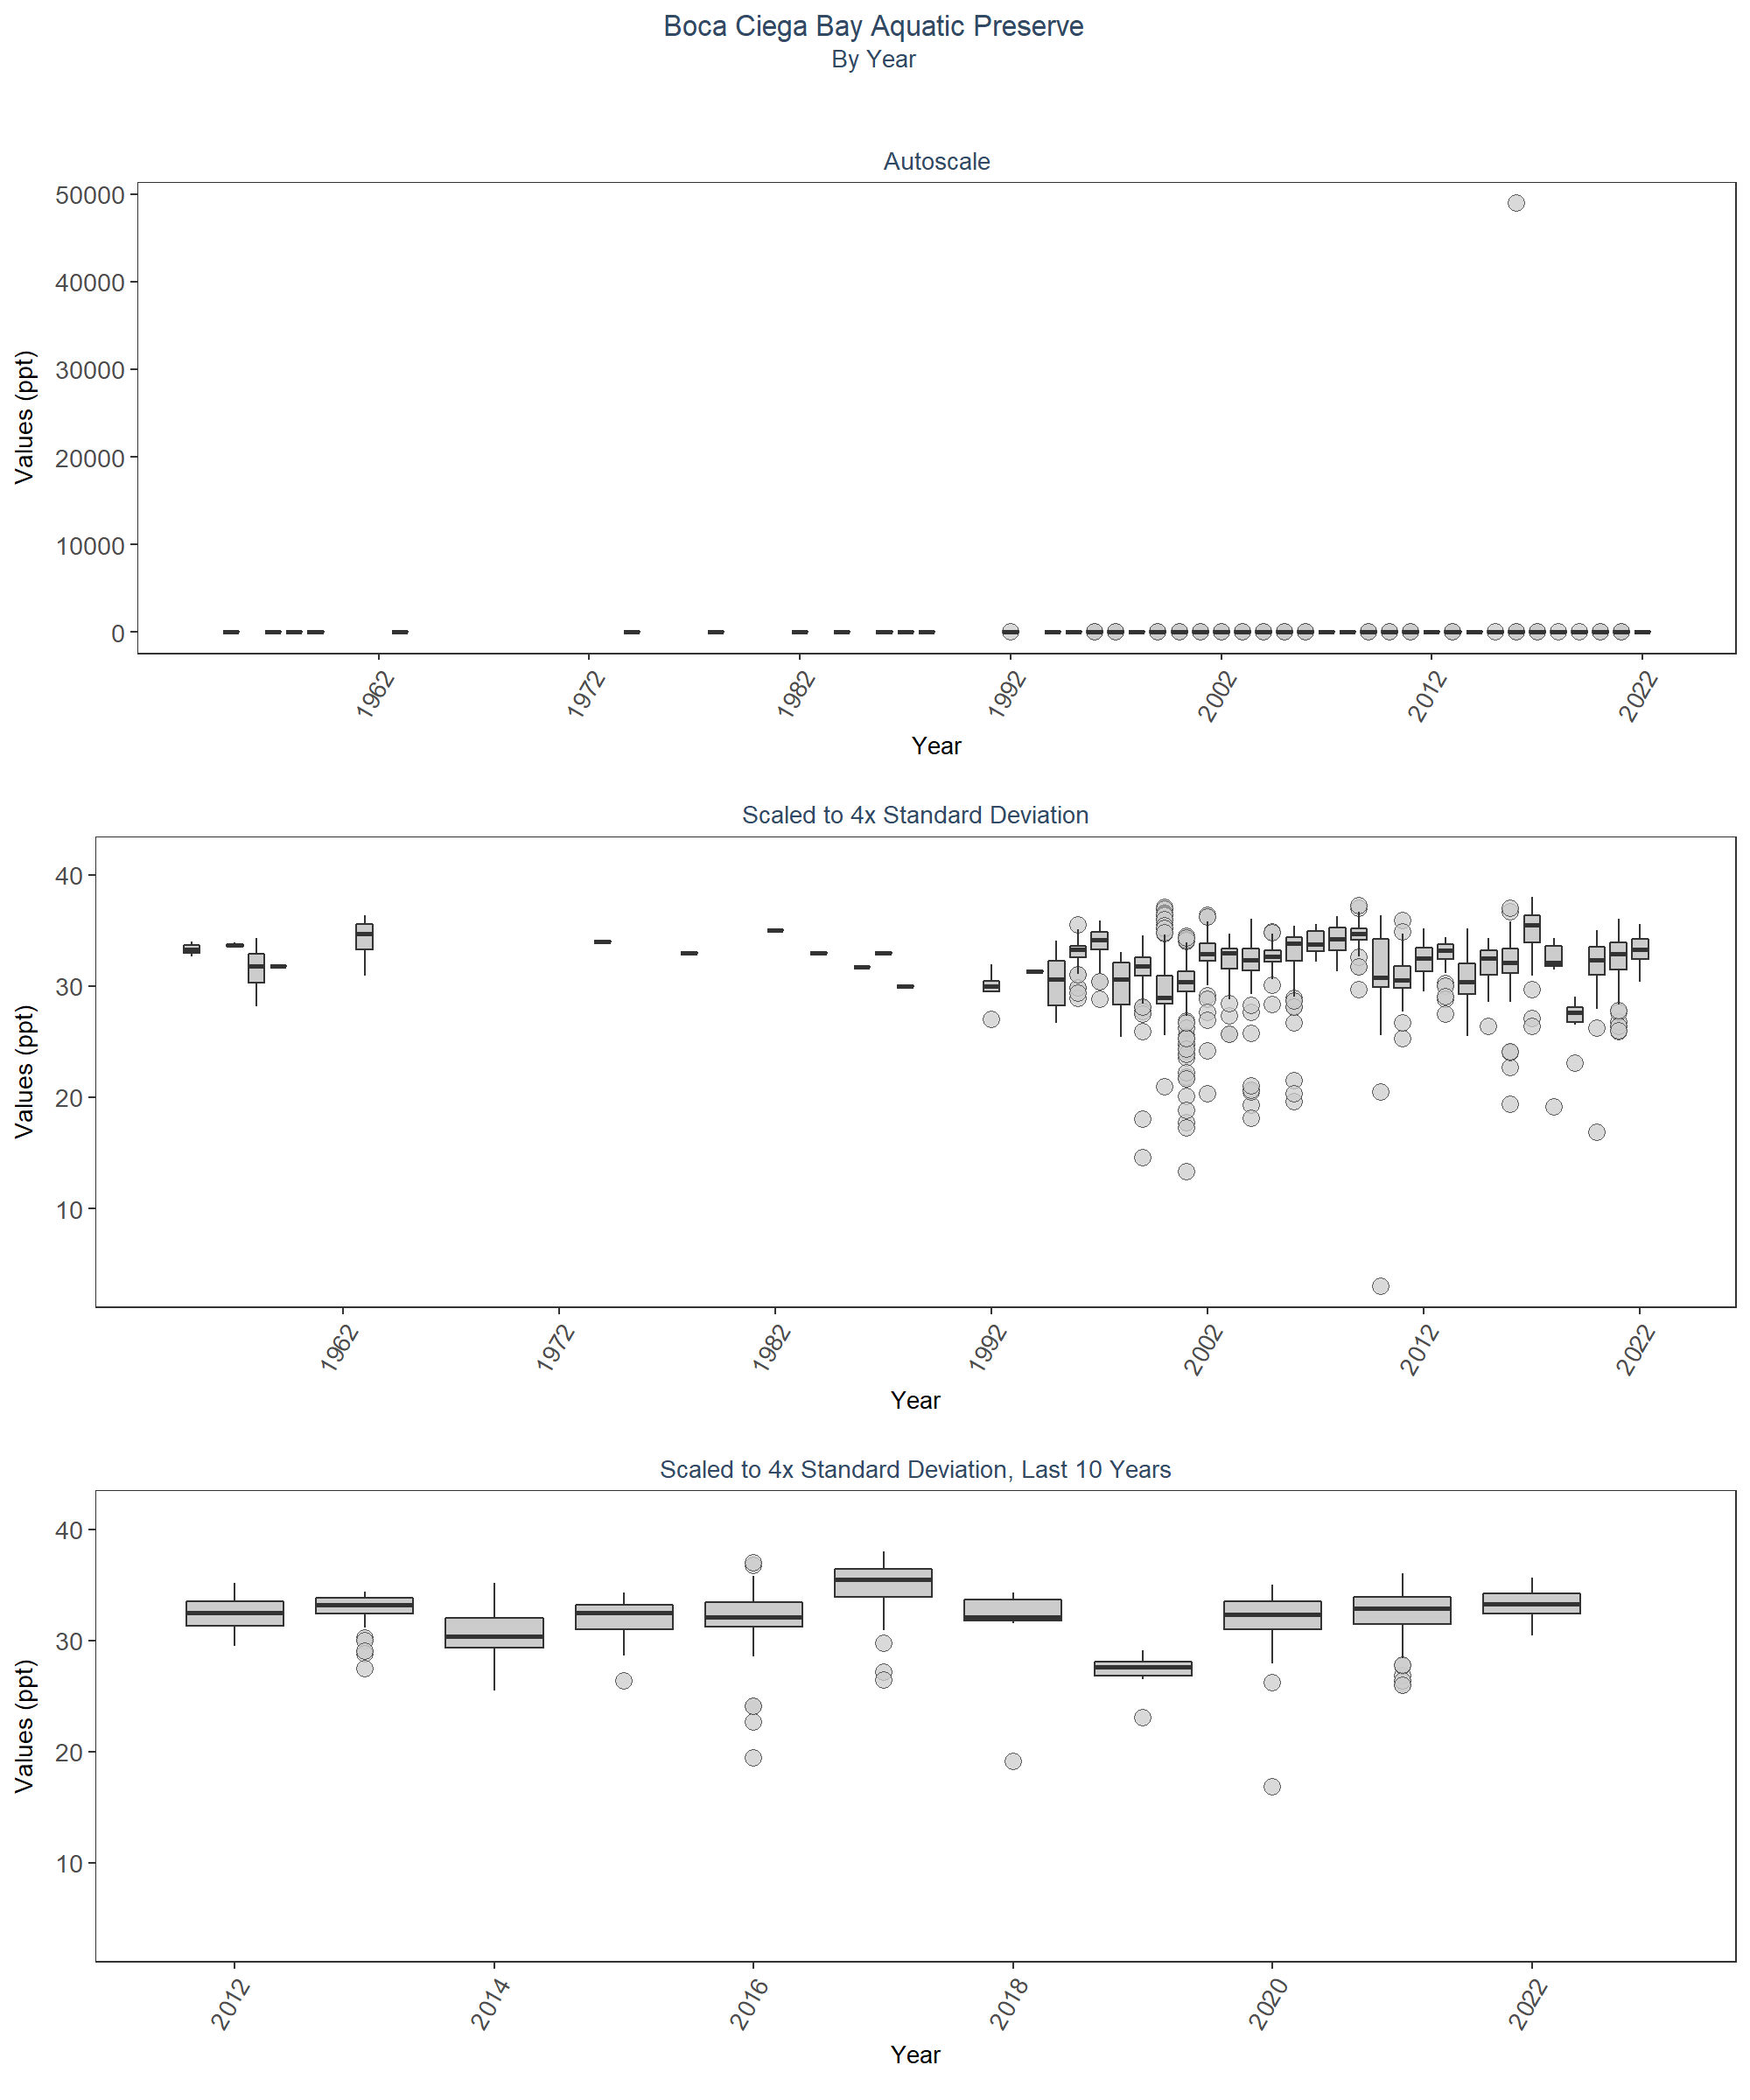 Boca Ciega Bay Aquatic Preserve
By Year
Autoscale
50000
40000
30000
20000
10000
0
Values (ppt)
1962 1972 1982 1992 2002 2012 2022
Year
Scaled to 4x Standard Deviation
40
30
20
10
Values (ppt)
1962 1972 1982 1992 2002 2012 2022
Year
Scaled to 4x Standard Deviation, Last 10 Years
40
30
20
10
Values (ppt)
2012 2014 2016 2018 2020 2022
Year